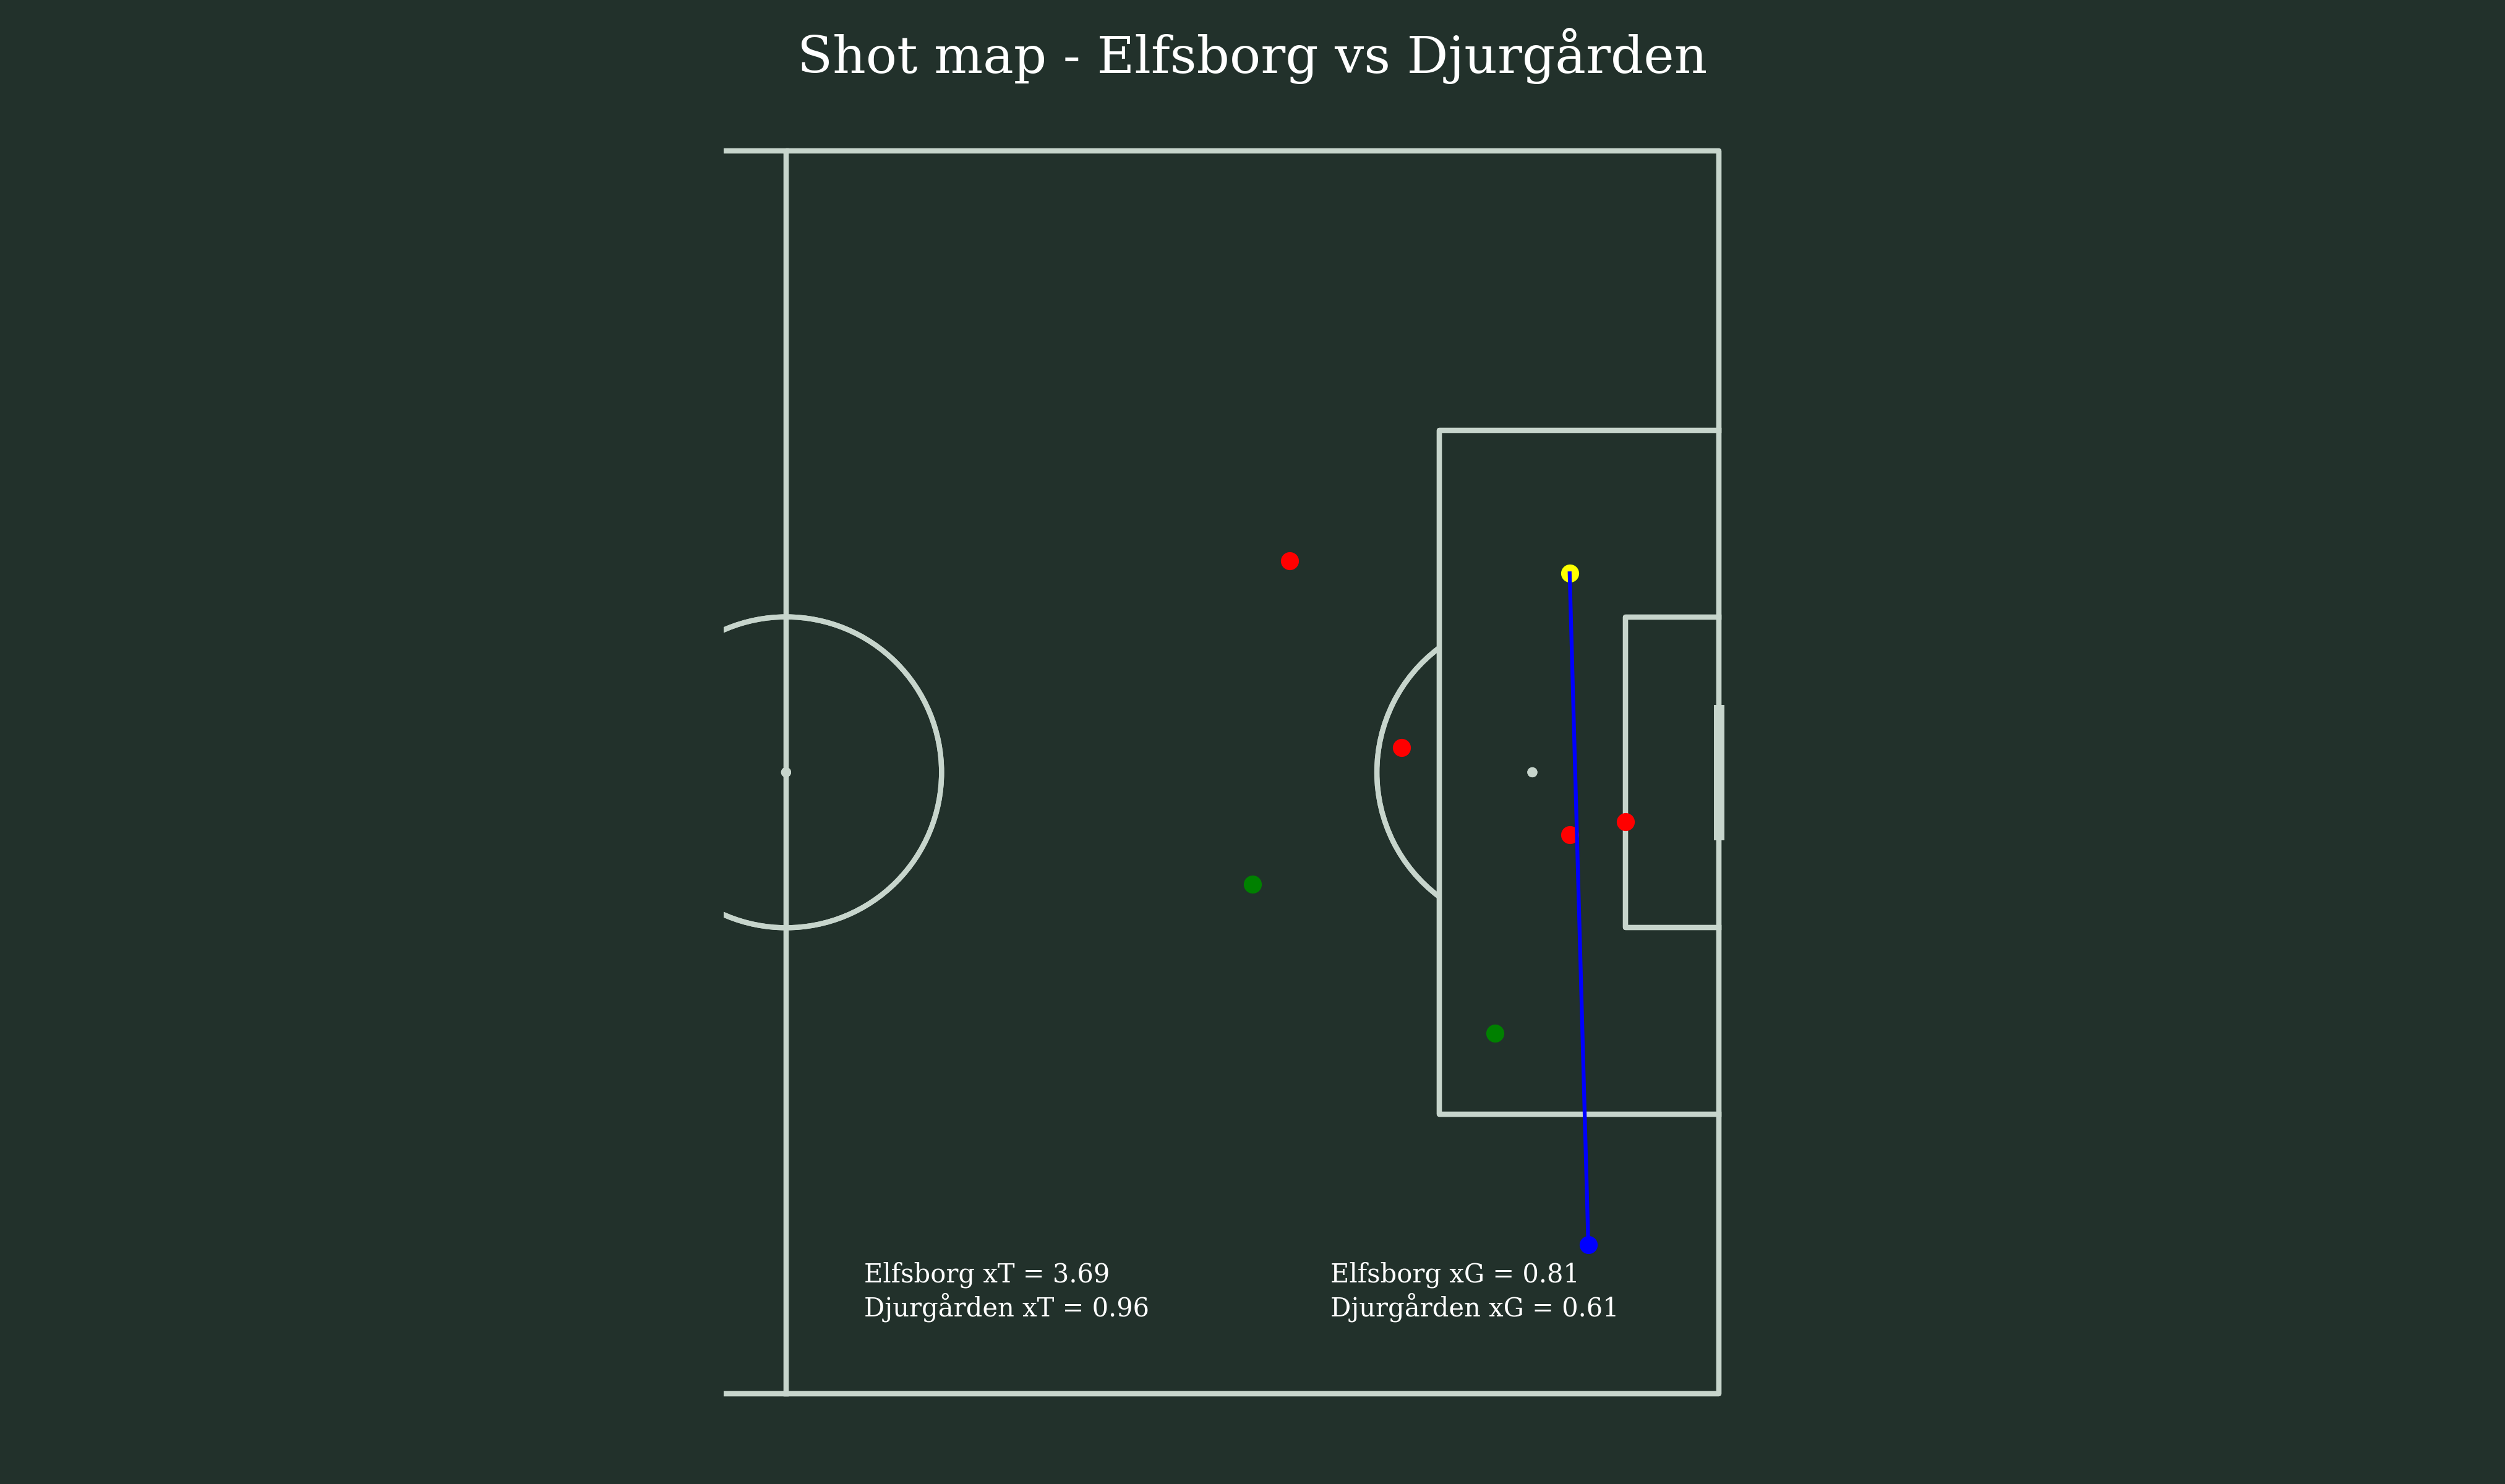 Shot map - Elfsborg vs Djurgården
Elfsborg xT = 3.69
Djurgården xT = 0.96
Elfsborg xG = 0.81
Djurgården xG = 0.61